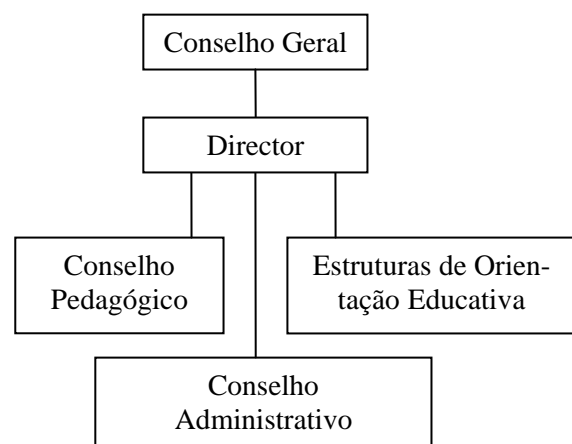 Conselho Geral
Director
Conselho
Pedagógico
Estruturas de Orien-
tação Educativa
Conselho
Administrativo